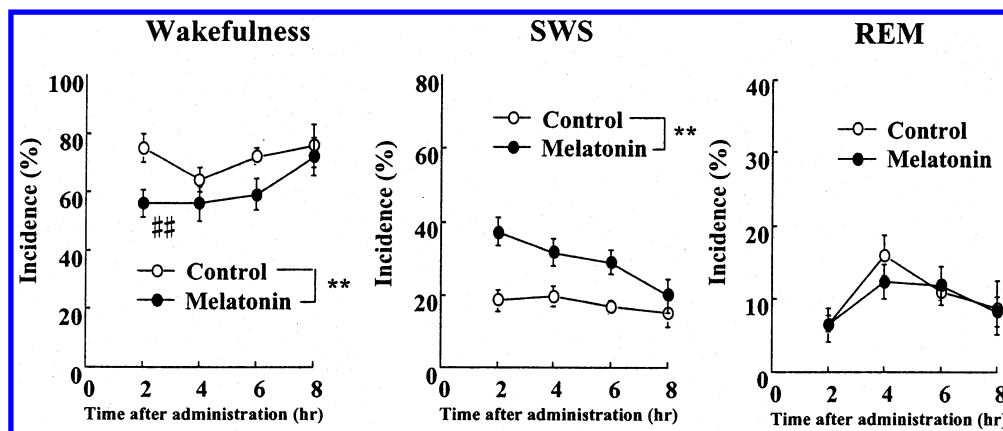 Wakefulness
SWS
REM
Incidence (%)
100
80
60
40
20
0
##
Control
Melatonin
**
0
2
4
6
8
Time after administration (hr)
Incidence (%)
80
60
40
20
0
Control
Melatonin
**
0
2
4
6
8
Time after administration (hr)
Incidence (%)
40
30
20
10
0
Control
Melatonin
0
2
4
6
8
Time after administration (hr)